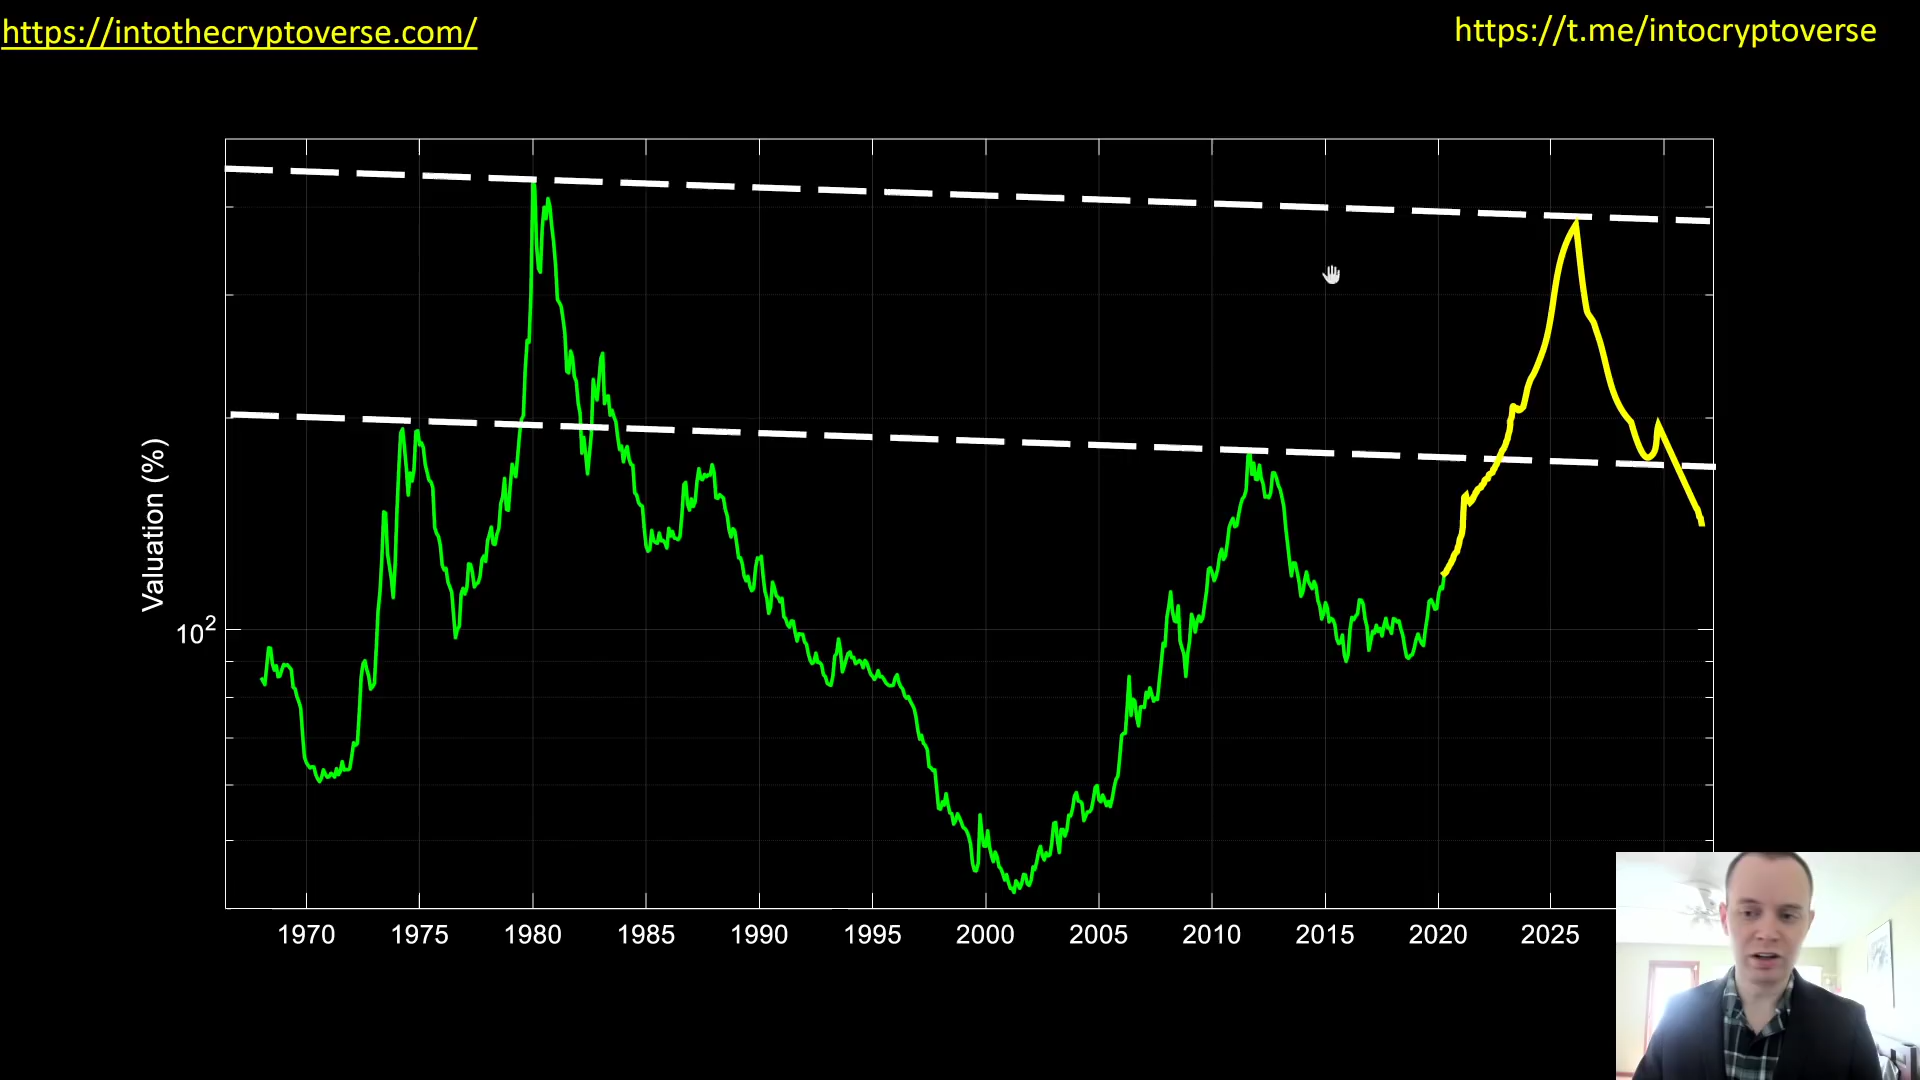 https://intothecryptoverse.com/
https://t.me/intocryptoverse
Valuation (%)
10²
1970 1975 1980 1985 1990 1995 2000 2005 2010 2015 2020 2025